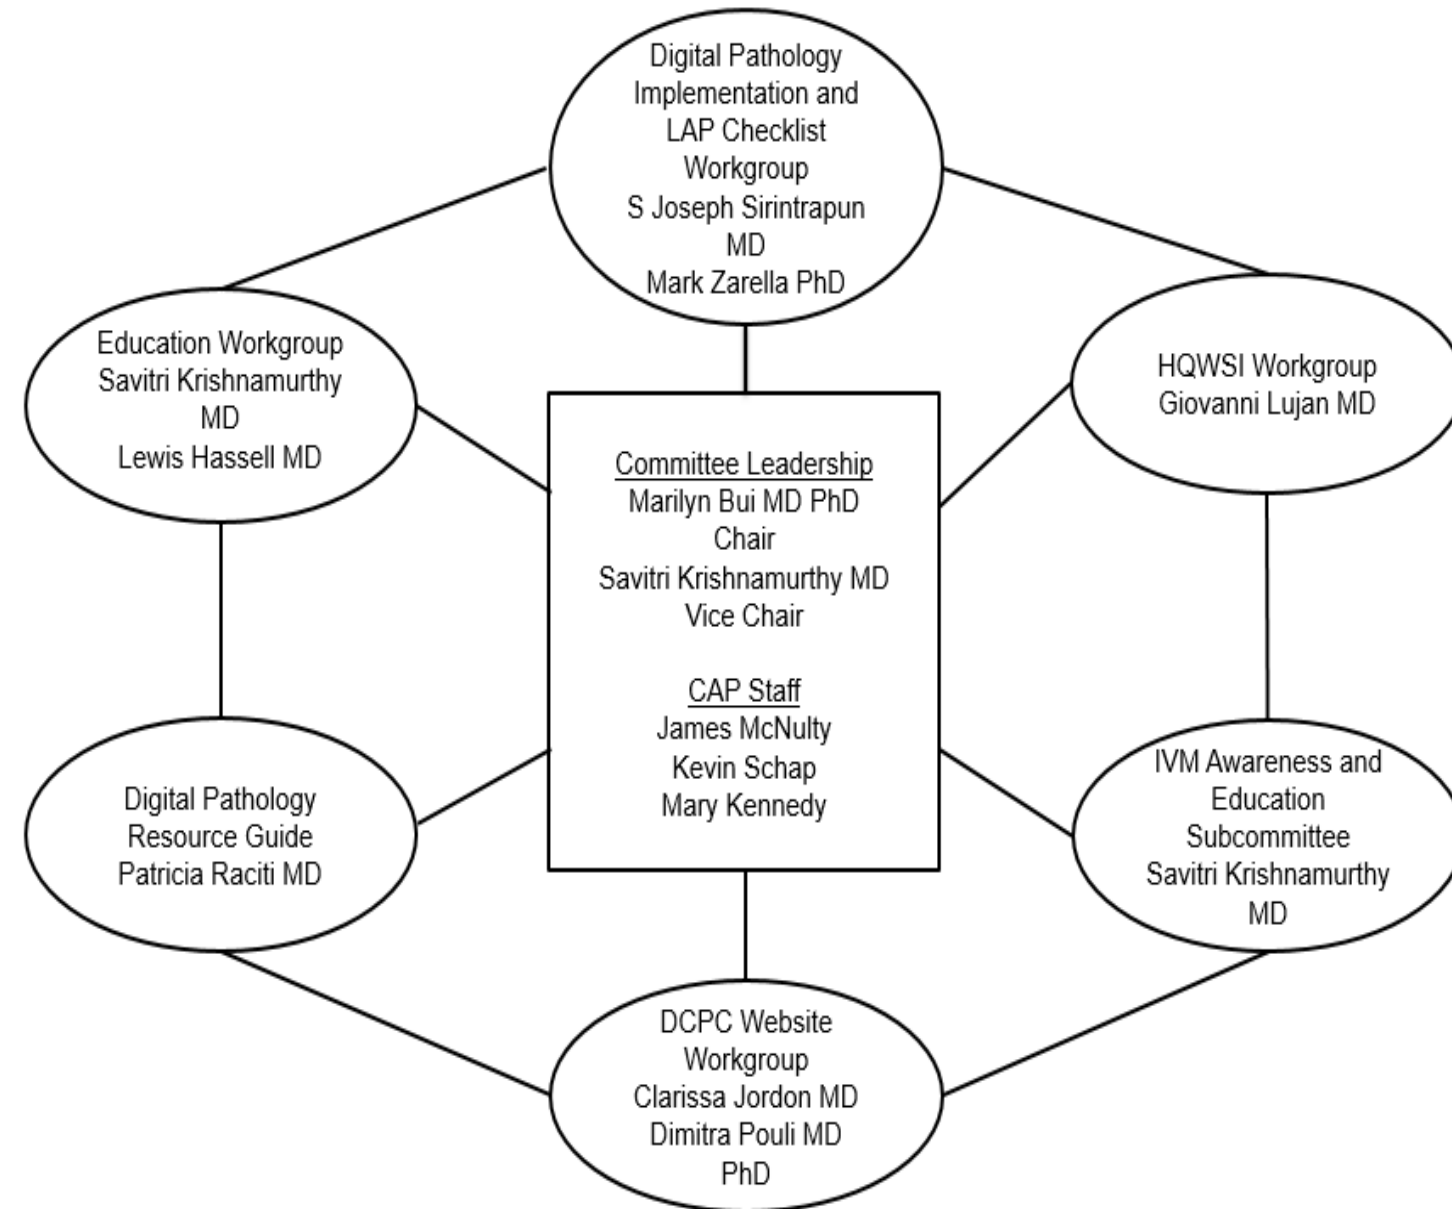 Digital Pathology
Implementation and
LAP Checklist
Workgroup
S Joseph Sirintrapun
MD
Mark Zarella PhD
Education Workgroup
Savitri Krishnamurthy
MD
Lewis Hassell MD
HQWSI Workgroup
Giovanni Lujan MD
Committee Leadership
Marilyn Bui MD PhD
Chair
Savitri Krishnamurthy MD
Vice Chair
CAP Staff
James McNulty
Kevin Schap
Mary Kennedy
Digital Pathology
Resource Guide
Patricia Raciti MD
IVM Awareness and
Education
Subcommittee
Savitri Krishnamurthy
MD
DCPC Website
Workgroup
Clarissa Jordon MD
Dimitra Pouli MD
PhD